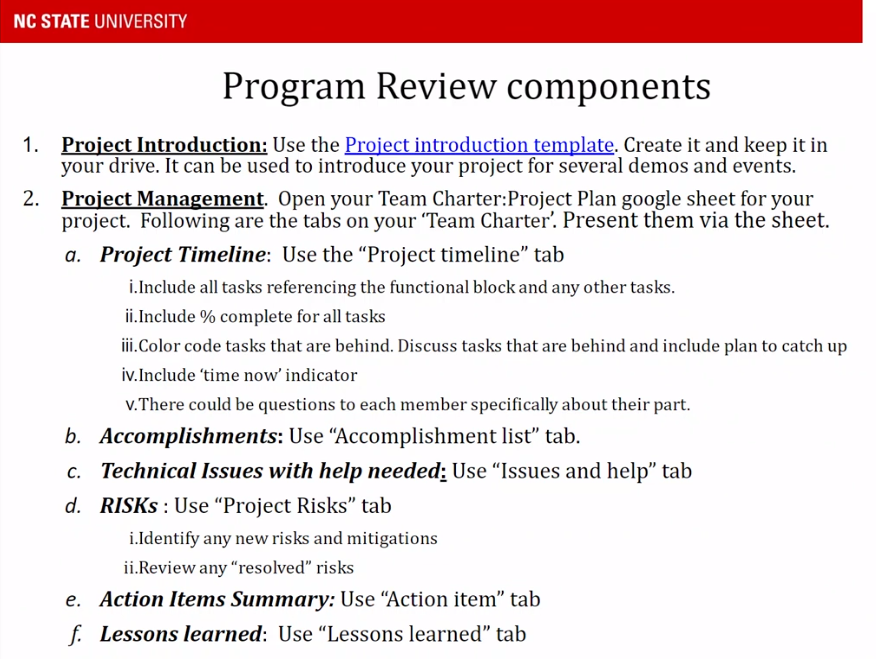 NC STATE UNIVERSITY
Program Review components
1. Project Introduction: Use the Project introduction template. Create it and keep it in
your drive. It can be used to introduce your project for several demos and events.
2. Project Management. Open your Team Charter:Project Plan google sheet for your
project. Following are the tabs on your ‘Team Charter’. Present them via the sheet.
a. Project Timeline: Use the “Project timeline” tab
i.Include all tasks referencing the functional block and any other tasks.
ii.Include % complete for all tasks
iii.Color code tasks that are behind. Discuss tasks that are behind and include plan to catch up
iv.Include ‘time now’ indicator
v.There could be questions to each member specifically about their part.
b. Accomplishments: Use “Accomplishment list” tab.
c. Technical Issues with help needed: Use “Issues and help” tab
d. RISKs : Use “Project Risks” tab
i.Identify any new risks and mitigations
ii.Review any “resolved” risks
e. Action Items Summary: Use “Action item” tab
f. Lessons learned: Use “Lessons learned” tab